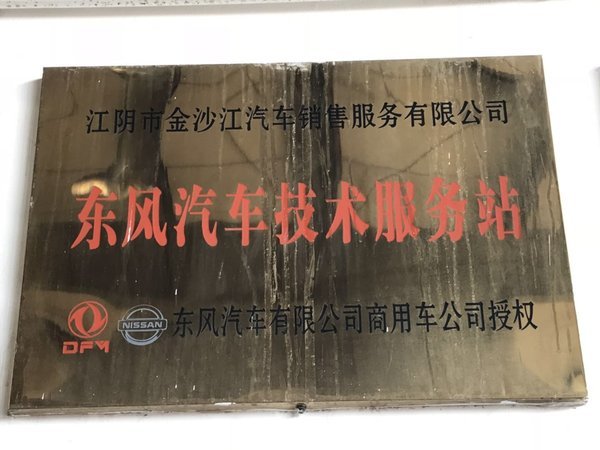 江阴市金沙江汽车销售服务有限公司
东风汽车技术服务站
DFM NISSAN 东风汽车有限公司商用车公司授权